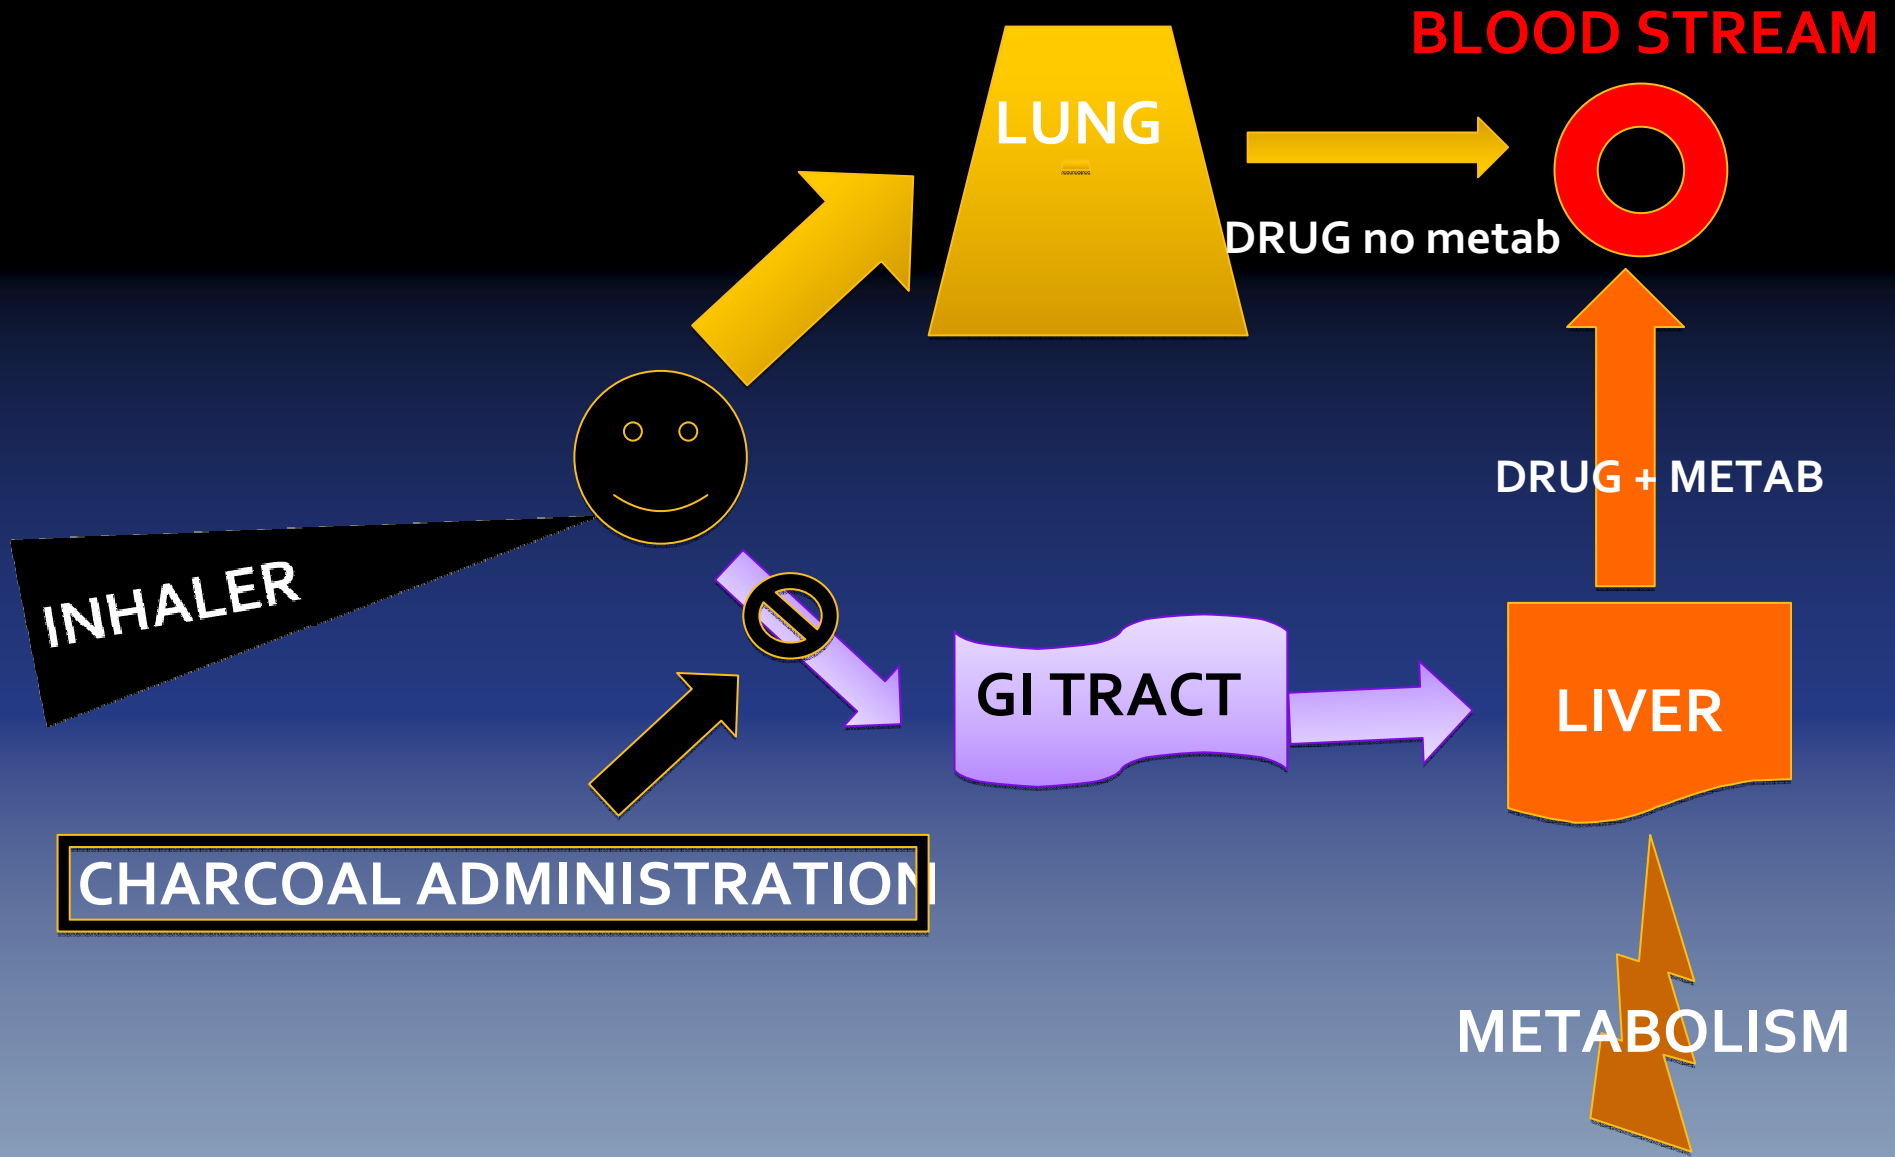 BLOOD STREAM
LUNG
DRUG no metab
DRUG + METAB
INHALER
GI TRACT
LIVER
CHARCOAL ADMINISTRATION
METABOLISM